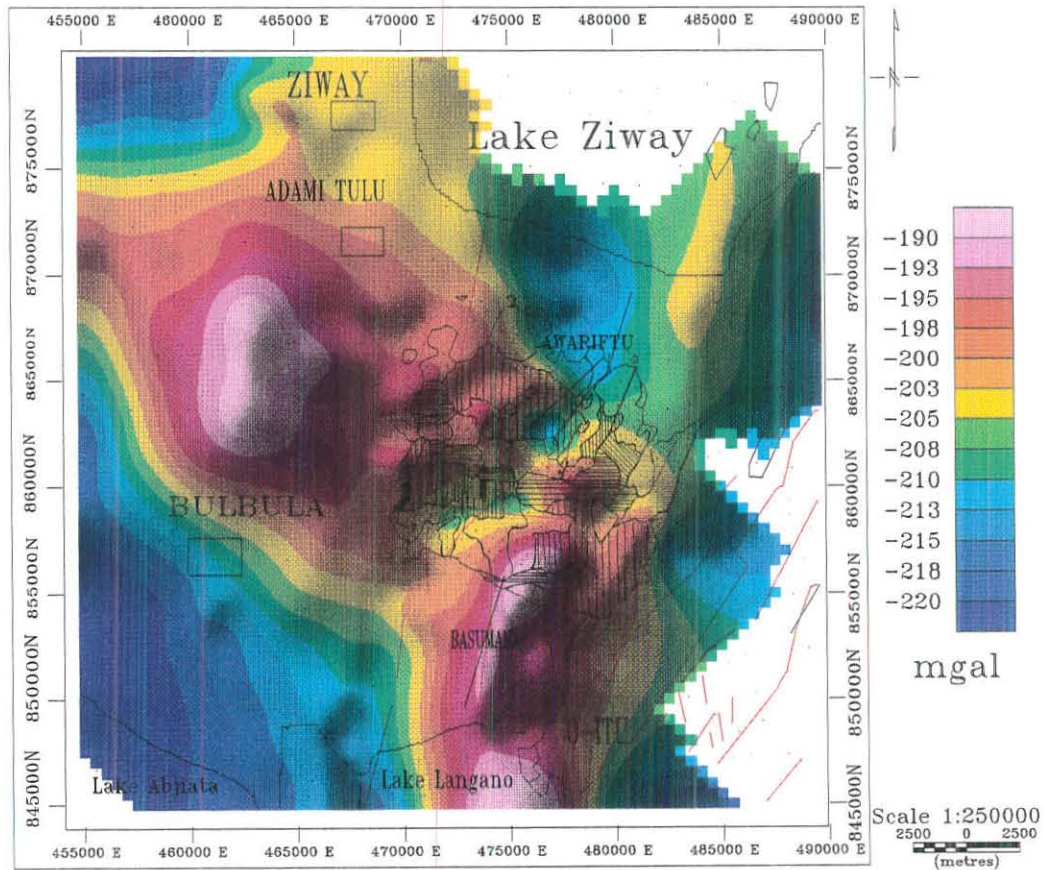 455000 E 460000 E 465000 E 470000 E 475000 E 480000 E 485000 E 490000 E
ZIWAY
Lake Ziway
875000N 875000N
ADAMI TULU
870000N 870000N
AWARIFTU
865000N 865000N
860000N 860000N
BULBULA
855000N 855000N
850000N 850000N
Lake Abjiata
Lake Langano
845000N 845000N
455000 E 460000 E 465000 E 470000 E 475000 E 480000 E 485000 E 490000 E
-190
-193
-195
-198
-200
-203
-205
-208
-210
-213
-215
-218
-220
mgal
Scale 1:250000
2500 0 2500
(metres)